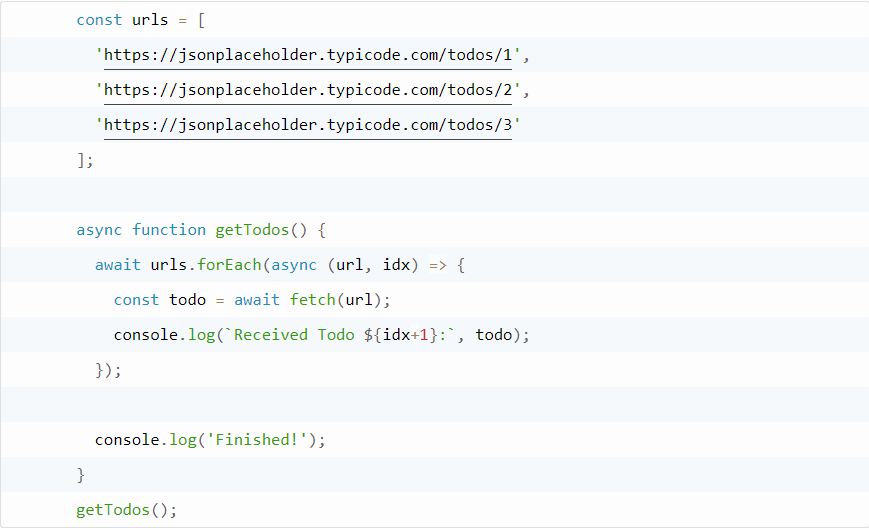 const urls = [
'https://jsonplaceholder.typicode.com/todos/1',
'https://jsonplaceholder.typicode.com/todos/2',
'https://jsonplaceholder.typicode.com/todos/3'
];
async function getTodos() {
await urls.forEach(async (url, idx) => {
const todo = await fetch(url);
console.log(`Received Todo ${idx+1}:`, todo);
});
console.log('Finished!');
}
getTodos();